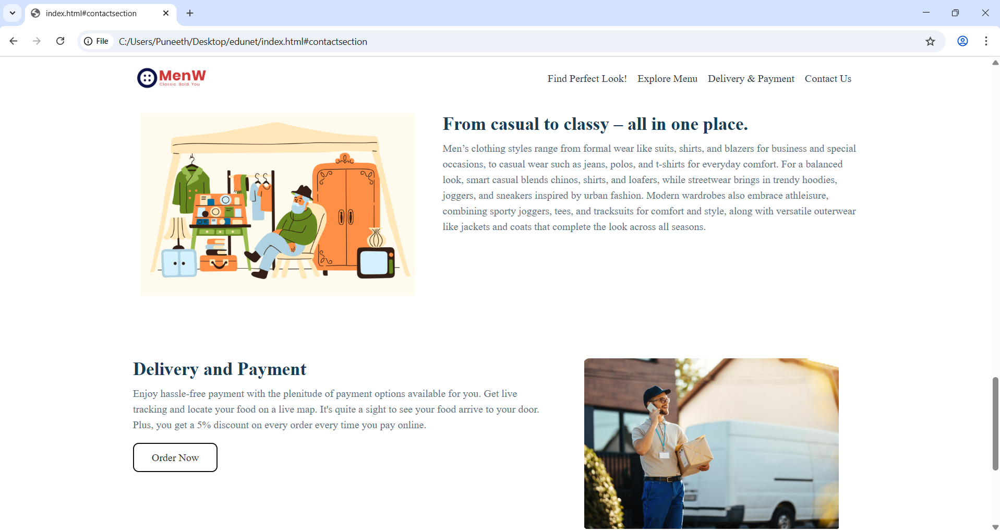 index.html#contactsection
File
C:/Users/Puneeth/Desktop/edunet/index.html#contactsection
MenW
Classic. Bold. You
Find Perfect Look! Explore Menu Delivery & Payment Contact Us
From casual to classy – all in one place.
Men’s clothing styles range from formal wear like suits, shirts, and blazers for business and special
occasions, to casual wear such as jeans, polos, and t-shirts for everyday comfort. For a balanced
look, smart casual blends chinos, shirts, and loafers, while streetwear brings in trendy hoodies,
joggers, and sneakers inspired by urban fashion. Modern wardrobes also embrace athleisure,
combining sporty joggers, tees, and tracksuits for comfort and style, along with versatile outerwear
like jackets and coats that complete the look across all seasons.
Delivery and Payment
Enjoy hassle-free payment with the plenitude of payment options available for you. Get live
tracking and locate your food on a live map. It's quite a sight to see your food arrive to your door.
Plus, you get a 5% discount on every order every time you pay online.
Order Now